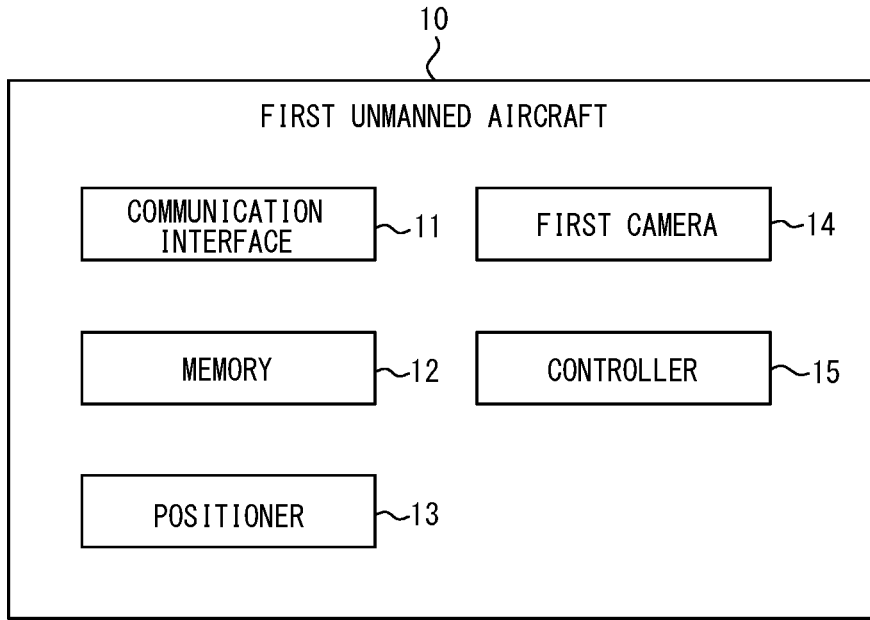 10
FIRST UNMANNED AIRCRAFT
COMMUNICATION
INTERFACE
11
FIRST CAMERA
14
MEMORY
12
CONTROLLER
15
POSITIONER
13